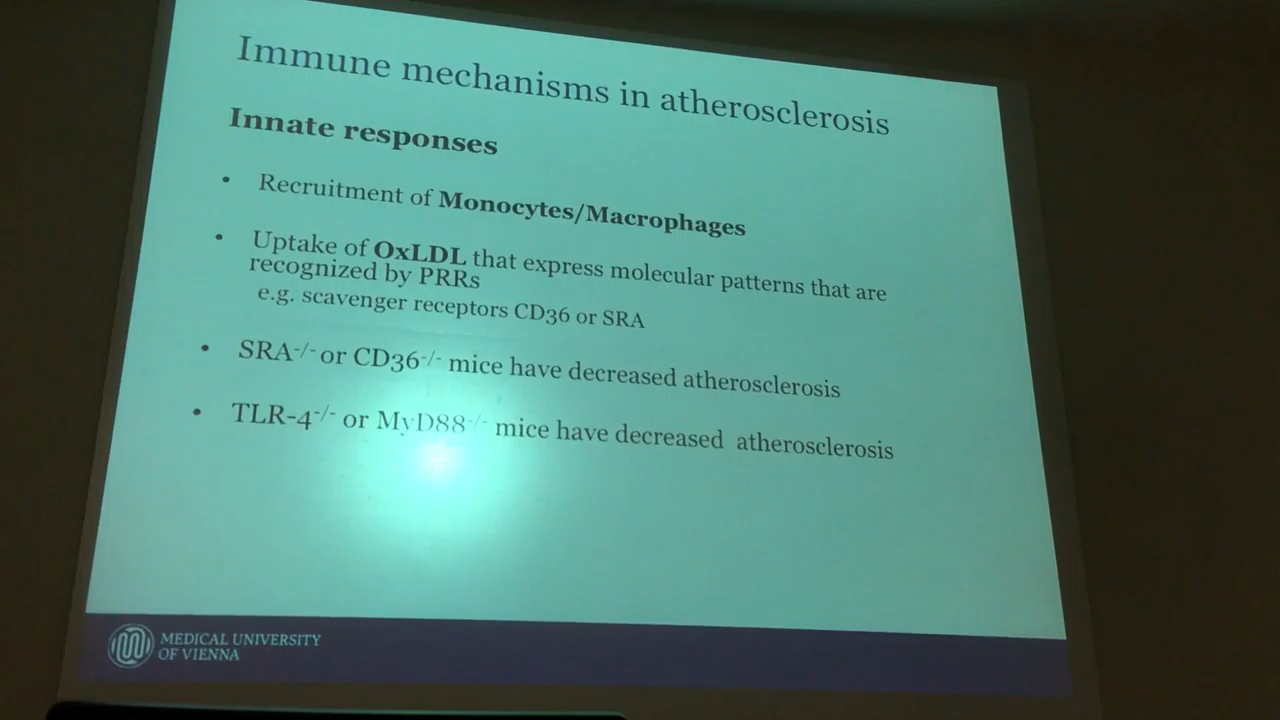 Immune mechanisms in atherosclerosis
Innate responses
• Recruitment of Monocytes/Macrophages
• Uptake of OxLDL that express molecular patterns that are
recognized by PRRs
e.g. scavenger receptors CD36 or SRA
• SRA-/- or CD36-/- mice have decreased atherosclerosis
• TLR-4-/- or MyD88-/- mice have decreased atherosclerosis
MEDICAL UNIVERSITY
OF VIENNA